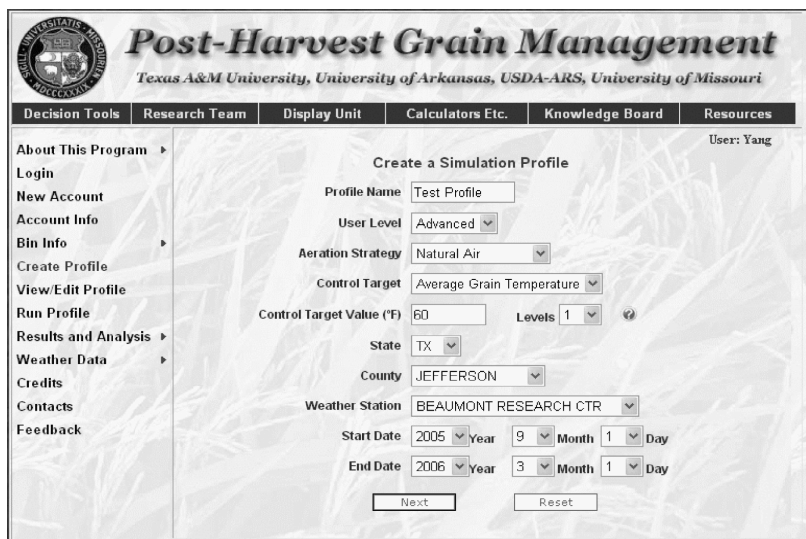 SIGILL · UNIVERSITATIS · MISSOURIEN
MDCCCXXXIX
Post-Harvest Grain Management
Texas A&M University, University of Arkansas, USDA-ARS, University of Missouri
Decision Tools Research Team Display Unit Calculators Etc. Knowledge Board Resources
User: Yang
About This Program
Login
New Account
Account Info
Bin Info
Create Profile
View/Edit Profile
Run Profile
Results and Analysis
Weather Data
Credits
Contacts
Feedback
Create a Simulation Profile
Profile Name Test Profile
User Level Advanced
Aeration Strategy Natural Air
Control Target Average Grain Temperature
Control Target Value (°F) 60 Levels 1 ?
State TX
County JEFFERSON
Weather Station BEAUMONT RESEARCH CTR
Start Date 2005 Year 9 Month 1 Day
End Date 2006 Year 3 Month 1 Day
Next Reset